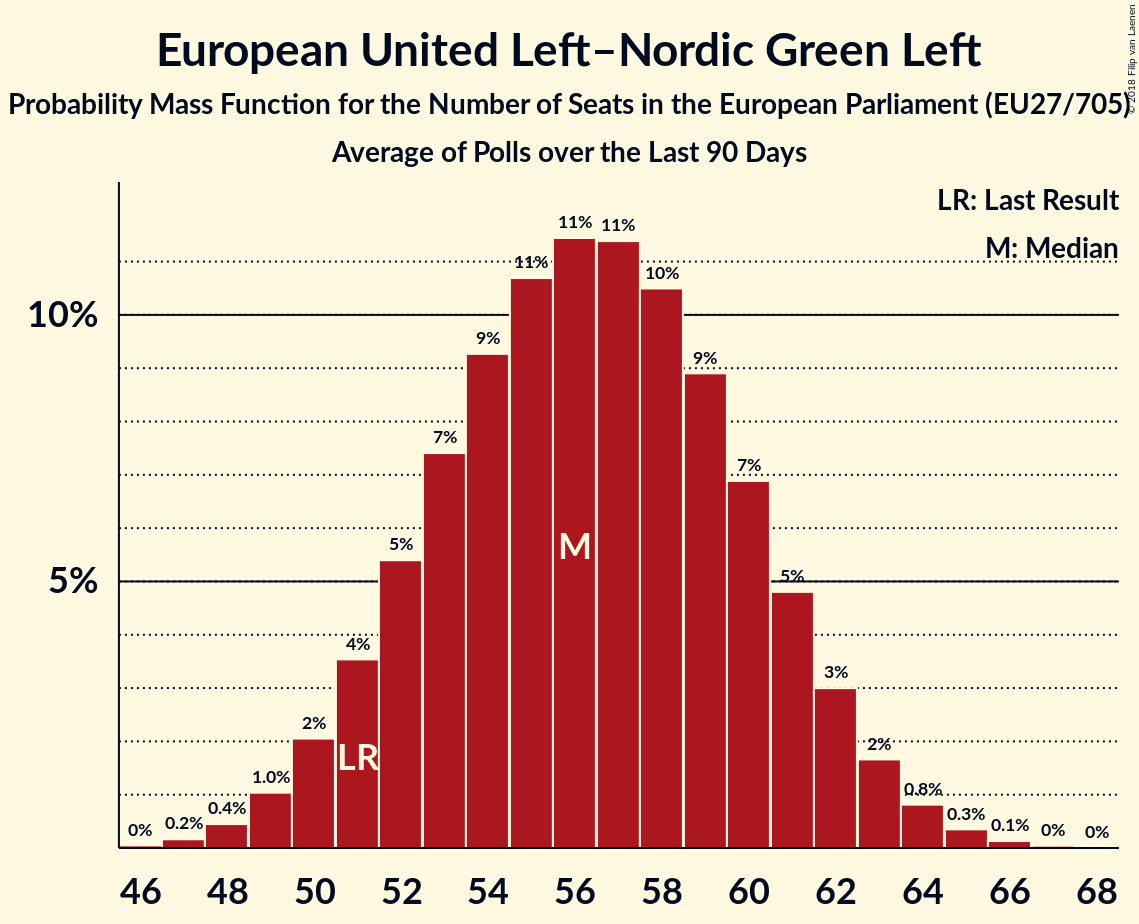 European United Left–Nordic Green Left
Probability Mass Function for the Number of Seats in the European Parliament (EU27/705)
Average of Polls over the Last 90 Days
© 2018 Filip van Laenen
LR: Last Result
M: Median
10%
5%
0%
0.2%
0.4%
1.0%
2%
4%
5%
7%
9%
11%
11%
11%
10%
9%
7%
5%
3%
2%
0.8%
0.3%
0.1%
0%
0%
LR
M
46 48 50 52 54 56 58 60 62 64 66 68